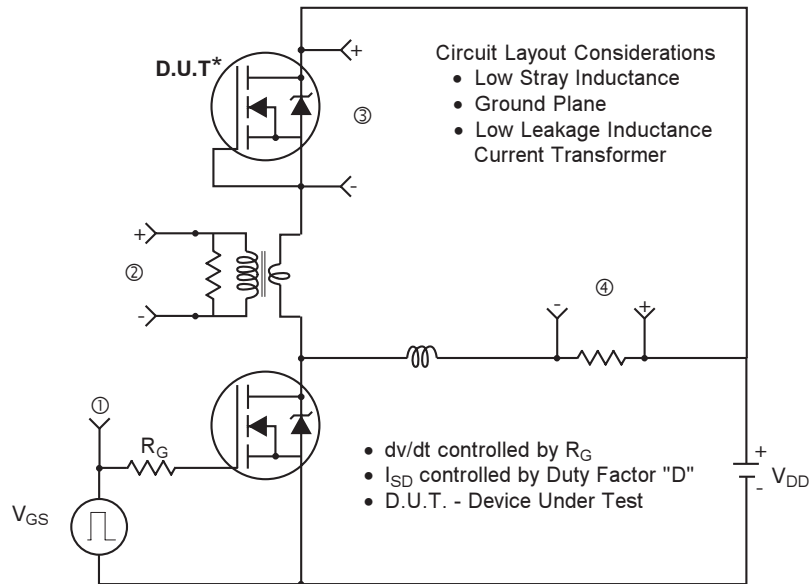 D.U.T*
+
③
-
Circuit Layout Considerations
• Low Stray Inductance
• Ground Plane
• Low Leakage Inductance
Current Transformer
+
②
-
④
-
+
①
RG
VGS
• dv/dt controlled by RG
• ISD controlled by Duty Factor "D"
• D.U.T. - Device Under Test
+
-
VDD